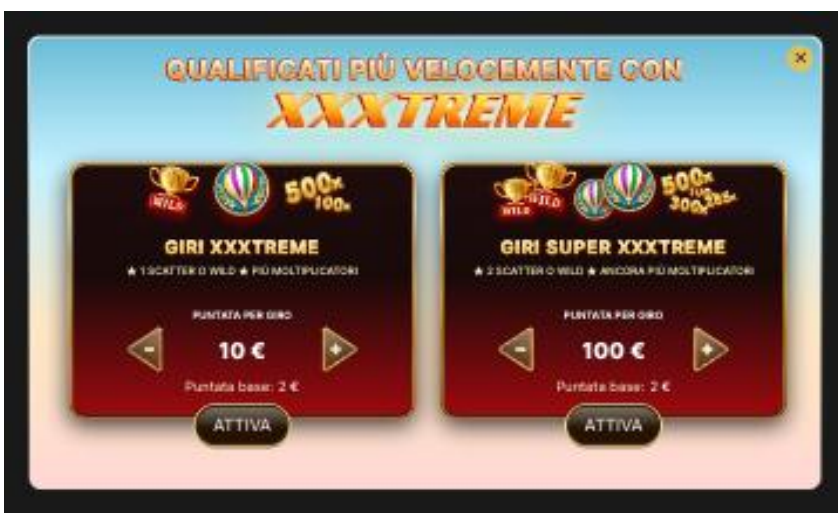 QUALIFICATI PIÙ VELOCEMENTE CON
XXXTREME
WILD
500x
100x
GIRI XXXTREME
★ 1 SCATTER O WILD ★ PIÙ MOLTIPLICATORI
PUNTATA PER GIRO
- 10 € +
Puntata base: 2 €
ATTIVA
WILD
WILD
500x
GIRI SUPER XXXTREME
★ 2 SCATTER O WILD ★ ANCORA PIÙ MOLTIPLICATORI
PUNTATA PER GIRO
- 100 € +
Puntata base: 2 €
ATTIVA